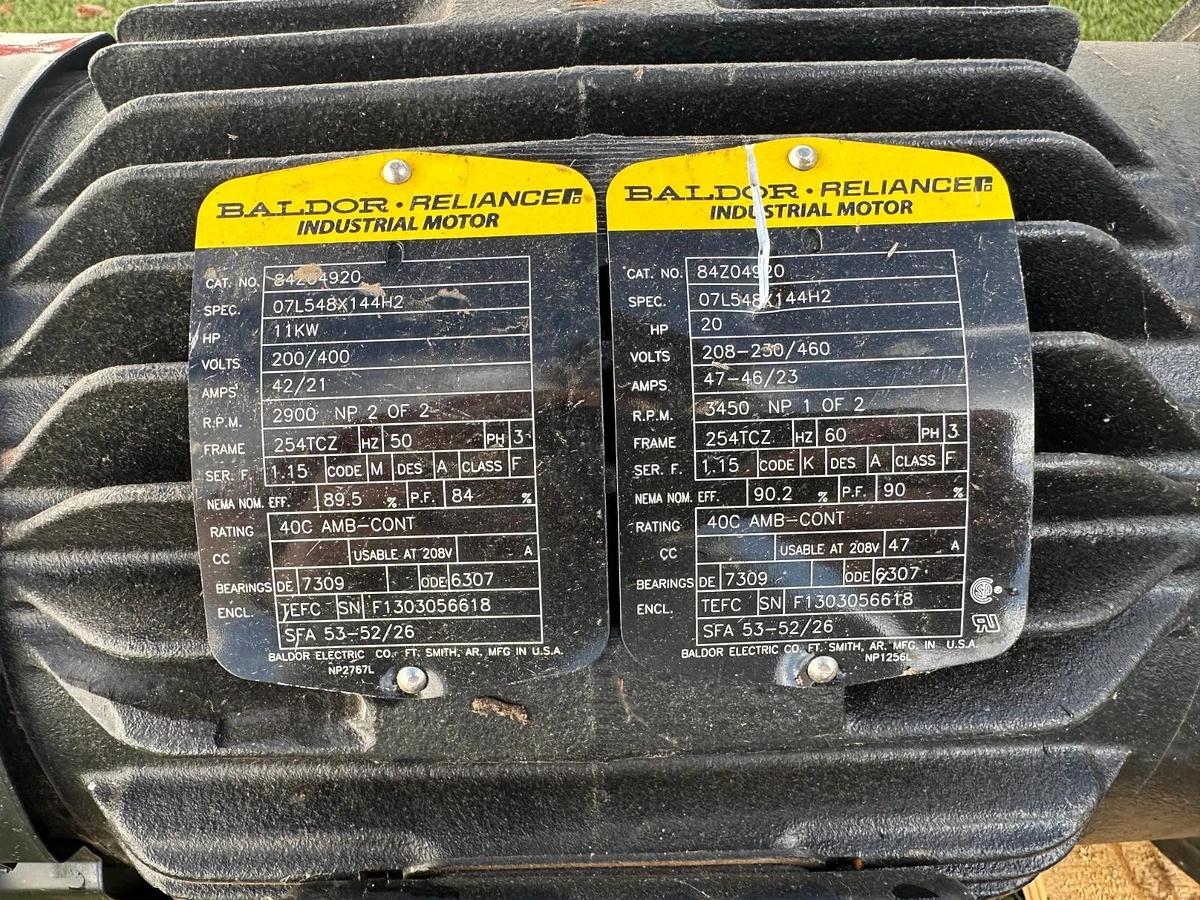 BALDOR · RELIANCE
INDUSTRIAL MOTOR
CAT. NO. 84Z04920
SPEC. 07L548X144H2
HP 11KW
VOLTS 200/400
AMPS 42/21
R.P.M. 2900 NP 2 OF 2
FRAME 254TCZ HZ 50 PH 3
SER. F. 1.15 CODE M DES A CLASS F
NEMA NOM. EFF. 89.5 % P.F. 84 %
RATING 40C AMB-CONT
CC USABLE AT 208V A
BEARINGS DE 7309 ODE 6307
ENCL. TEFC SN F1303056618
SFA 53-52/26
BALDOR ELECTRIC CO. FT. SMITH, AR. MFG IN U.S.A.
NP2767L
BALDOR · RELIANCE
INDUSTRIAL MOTOR
CAT. NO. 84Z04920
SPEC. 07L548X144H2
HP 20
VOLTS 208-230/460
AMPS 47-46/23
R.P.M. 3450 NP 1 OF 2
FRAME 254TCZ HZ 60 PH 3
SER. F. 1.15 CODE K DES A CLASS F
NEMA NOM. EFF. 90.2 % P.F. 90 %
RATING 40C AMB-CONT
CC USABLE AT 208V 47 A
BEARINGS DE 7309 ODE 6307
ENCL. TEFC SN F1303056618
SFA 53-52/26
BALDOR ELECTRIC CO. FT. SMITH, AR. MFG IN U.S.A.
NP1256L